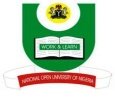 WORK & LEARN
NATIONAL OPEN UNIVERSITY OF NIGERIA